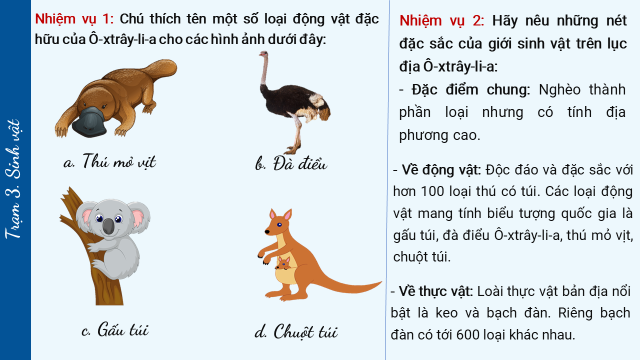 Trạm 3. Sinh vật
Nhiệm vụ 1: Chú thích tên một số loại động vật đặc
hữu của Ô-xtrây-li-a cho các hình ảnh dưới đây:
a. Thú mỏ vịt
b. Đà điểu
c. Gấu túi
d. Chuột túi
Nhiệm vụ 2: Hãy nêu những nét
đặc sắc của giới sinh vật trên lục
địa Ô-xtrây-li-a:
- Đặc điểm chung: Nghèo thành
phần loại nhưng có tính địa
phương cao.
- Về động vật: Độc đáo và đặc sắc với
hơn 100 loại thú có túi. Các loại động
vật mang tính biểu tượng quốc gia là
gấu túi, đà điểu Ô-xtrây-li-a, thú mỏ vịt,
chuột túi.
- Về thực vật: Loài thực vật bản địa nổi
bật là keo và bạch đàn. Riêng bạch
đàn có tới 600 loại khác nhau.